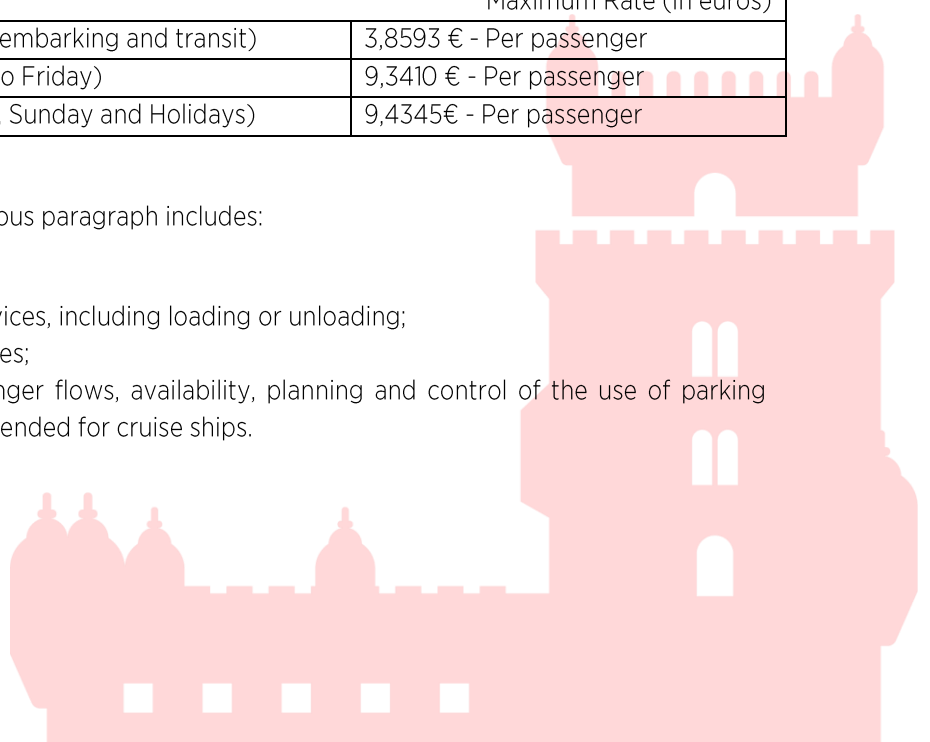 Maximum Rate (in euros)
embarking and transit) 3,8593 € - Per passenger
o Friday) 9,3410 € - Per passenger
, Sunday and Holidays) 9,4345€ - Per passenger
ous paragraph includes:
vices, including loading or unloading;
es;
nger flows, availability, planning and control of the use of parking
ended for cruise ships.